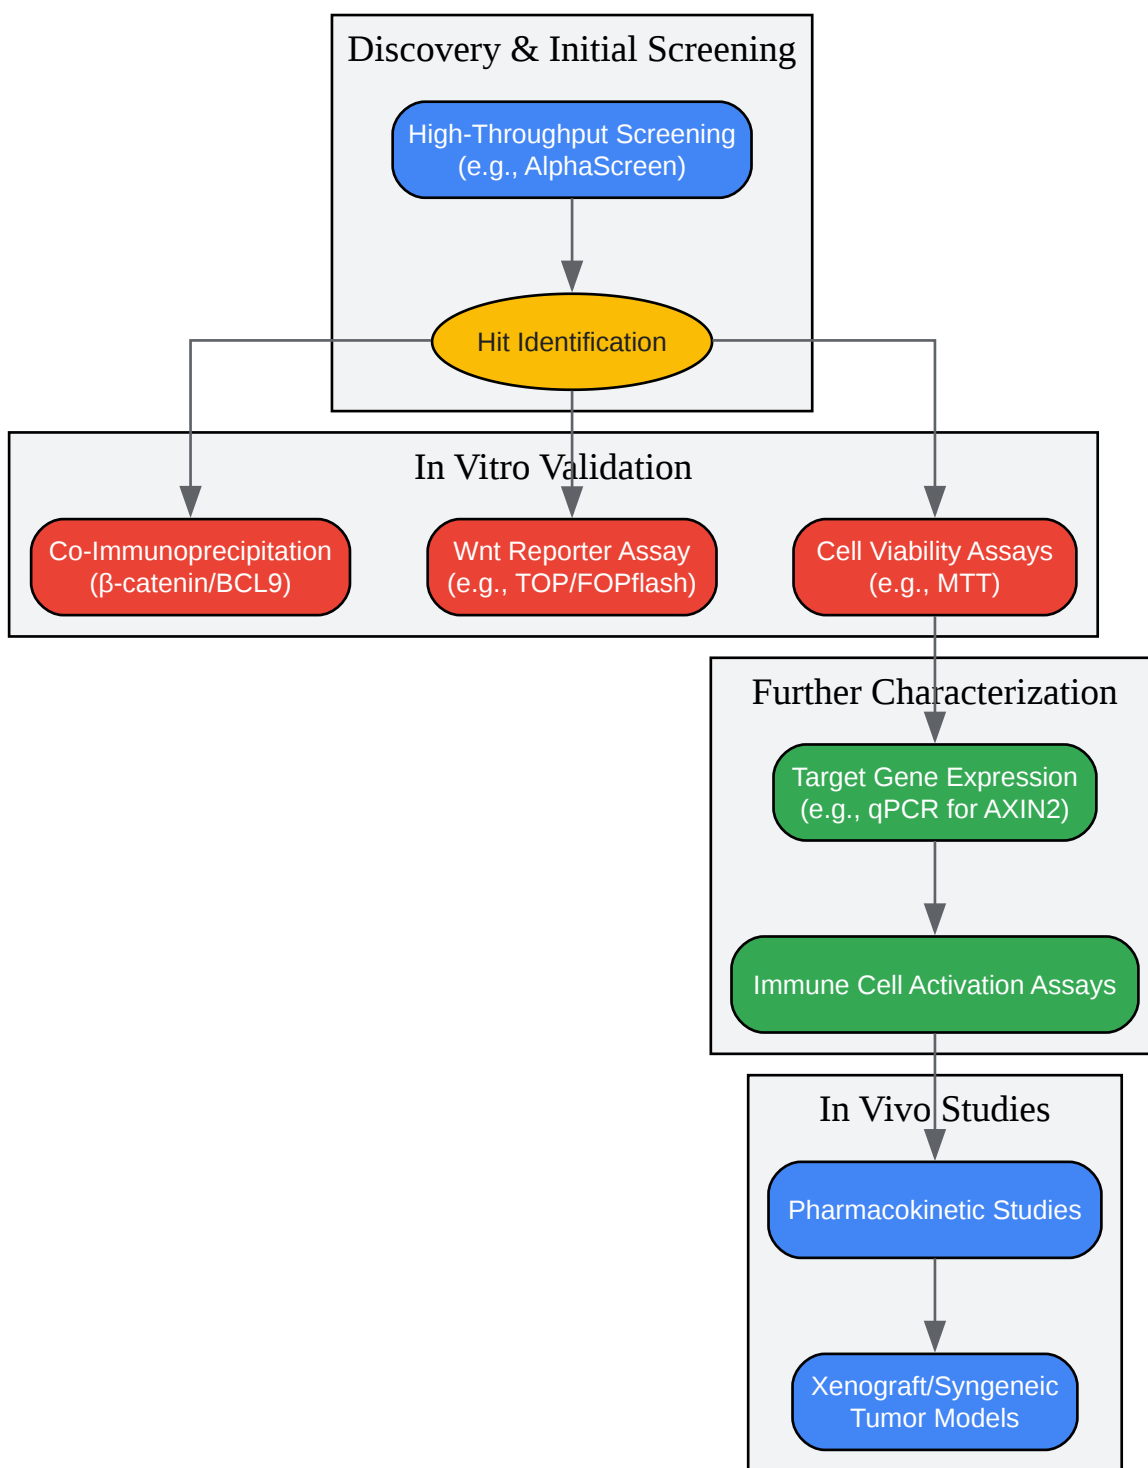 Discovery & Initial Screening
High-Throughput Screening
(e.g., AlphaScreen)
Hit Identification
In Vitro Validation
Co-Immunoprecipitation
(β-catenin/BCL9)
Wnt Reporter Assay
(e.g., TOP/FOPflash)
Cell Viability Assays
(e.g., MTT)
Further Characterization
Target Gene Expression
(e.g., qPCR for AXIN2)
Immune Cell Activation Assays
In Vivo Studies
Pharmacokinetic Studies
Xenograft/Syngeneic
Tumor Models